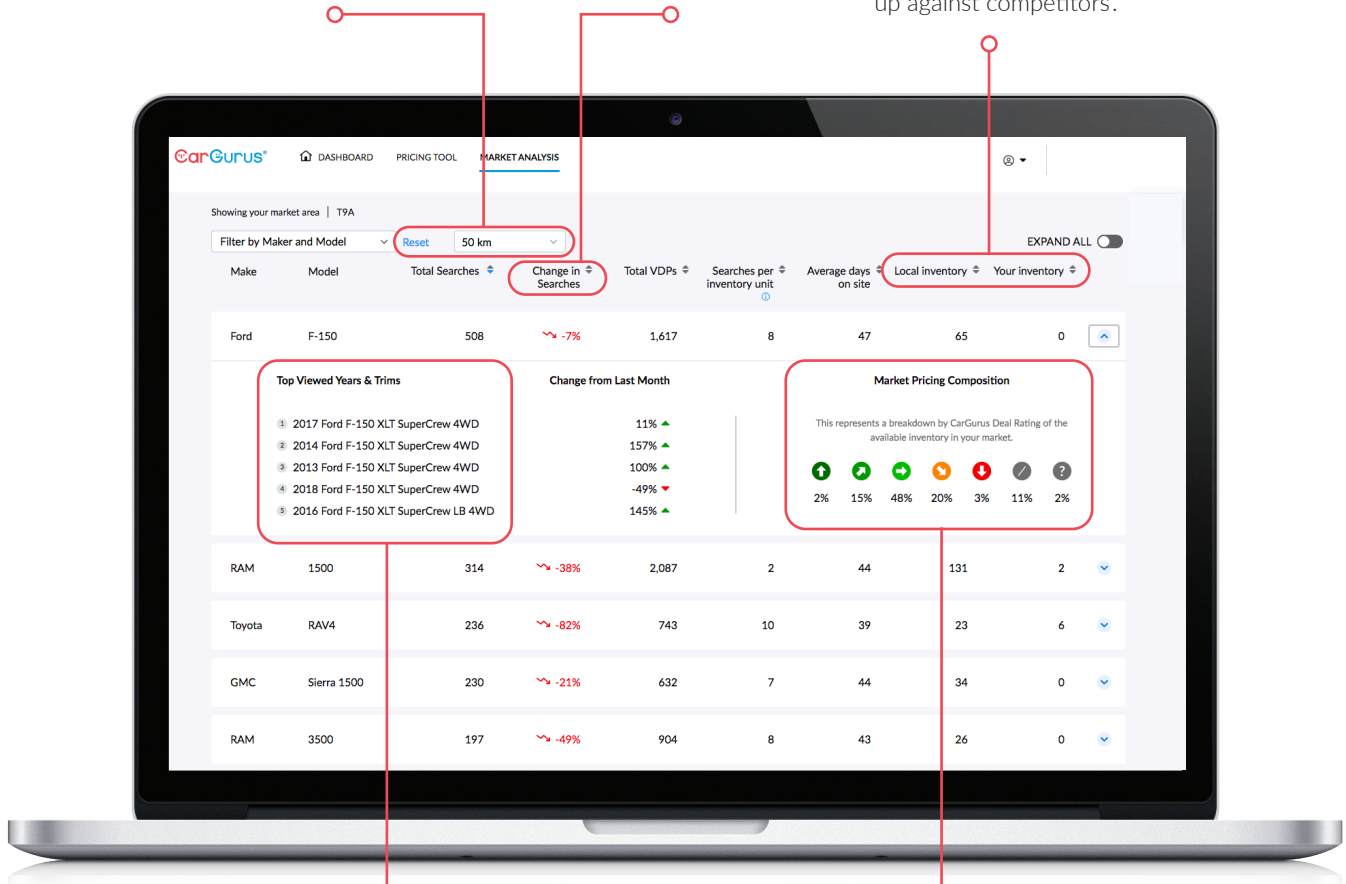 up against competitors.
CarGurus®
DASHBOARD PRICING TOOL MARKET ANALYSIS
Showing your market area | T9A
Filter by Maker and Model Reset 50 km EXPAND ALL
Make Model Total Searches Change in Searches Total VDPs Searches per inventory unit Average days on site Local inventory Your inventory
Ford F-150 508 -7% 1,617 8 47 65 0
Top Viewed Years & Trims Change from Last Month Market Pricing Composition
This represents a breakdown by CarGurus Deal Rating of the
available inventory in your market.
1 2017 Ford F-150 XLT SuperCrew 4WD 11%
2 2014 Ford F-150 XLT SuperCrew 4WD 157%
3 2013 Ford F-150 XLT SuperCrew 4WD 100%
4 2018 Ford F-150 XLT SuperCrew 4WD -49%
5 2016 Ford F-150 XLT SuperCrew LB 4WD 145%
?
2% 15% 48% 20% 3% 11% 2%
RAM 1500 314 -38% 2,087 2 44 131 2
Toyota RAV4 236 -82% 743 10 39 23 6
GMC Sierra 1500 230 -21% 632 7 44 34 0
RAM 3500 197 -49% 904 8 43 26 0